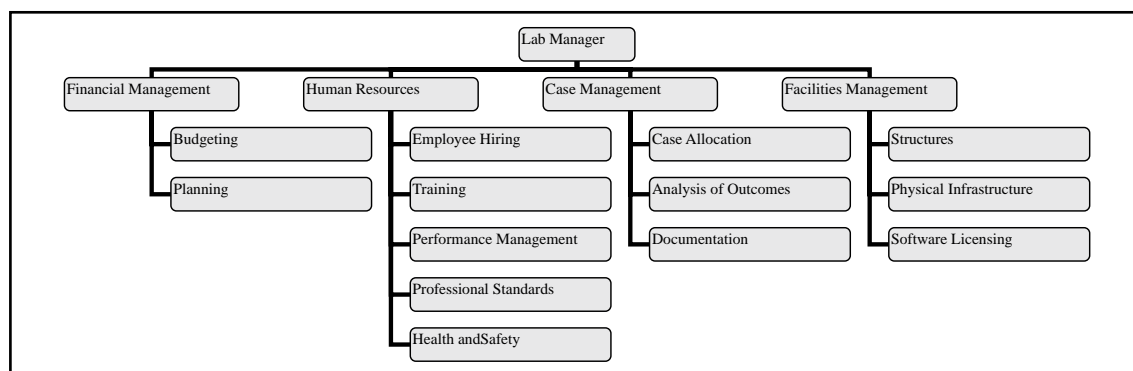 Lab Manager
Financial Management
Budgeting
Planning
Human Resources
Employee Hiring
Training
Performance Management
Professional Standards
Health andSafety
Case Management
Case Allocation
Analysis of Outcomes
Documentation
Facilities Management
Structures
Physical Infrastructure
Software Licensing